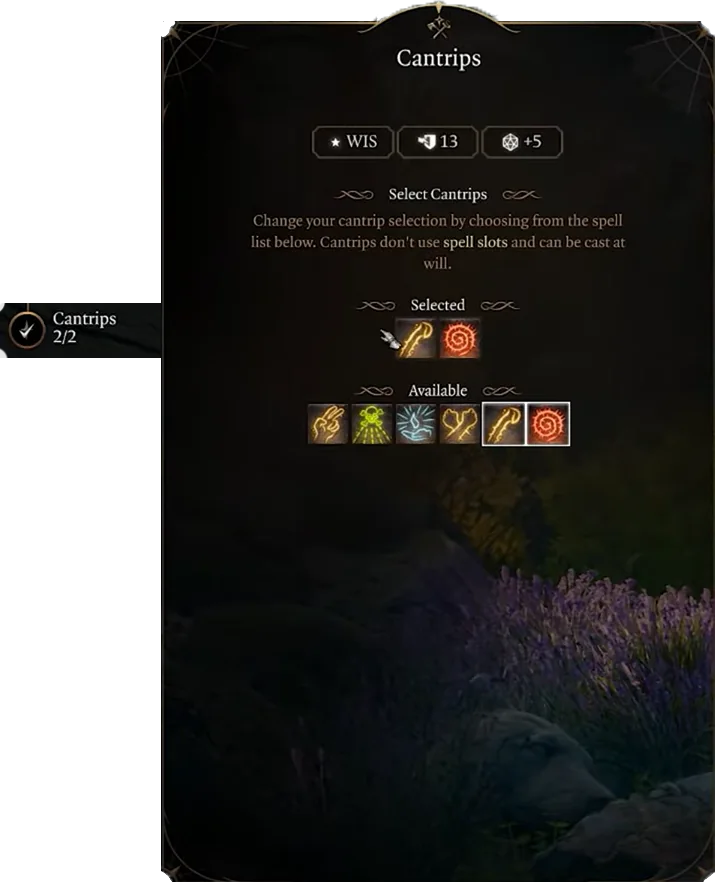 Cantrips
WIS
13
+5
Select Cantrips
Change your cantrip selection by choosing from the spell
list below. Cantrips don't use spell slots and can be cast at
will.
Cantrips
2/2
Selected
Available